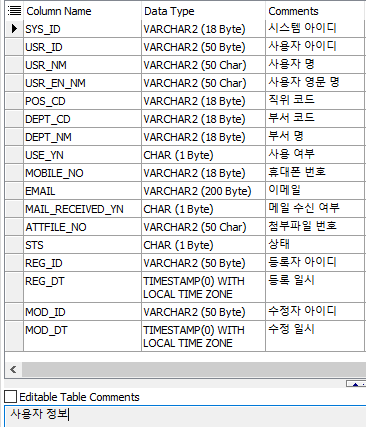 Column Name Data Type Comments
SYS_ID VARCHAR2 (18 Byte) 시스템 아이디
USR_ID VARCHAR2 (50 Byte) 사용자 아이디
USR_NM VARCHAR2 (50 Char) 사용자 명
USR_EN_NM VARCHAR2 (50 Char) 사용자 영문 명
POS_CD VARCHAR2 (18 Byte) 직위 코드
DEPT_CD VARCHAR2 (18 Byte) 부서 코드
DEPT_NM VARCHAR2 (50 Byte) 부서 명
USE_YN CHAR (1 Byte) 사용 여부
MOBILE_NO VARCHAR2 (18 Byte) 휴대폰 번호
EMAIL VARCHAR2 (200 Byte) 이메일
MAIL_RECEIVED_YN CHAR (1 Byte) 메일 수신 여부
ATTFILE_NO VARCHAR2 (50 Char) 첨부파일 번호
STS CHAR (1 Byte) 상태
REG_ID VARCHAR2 (50 Byte) 등록자 아이디
REG_DT TIMESTAMP(0) WITH 등록 일시
LOCAL TIME ZONE
MOD_ID VARCHAR2 (50 Byte) 수정자 아이디
MOD_DT TIMESTAMP(0) WITH 수정 일시
LOCAL TIME ZONE
Editable Table Comments
사용자 정보